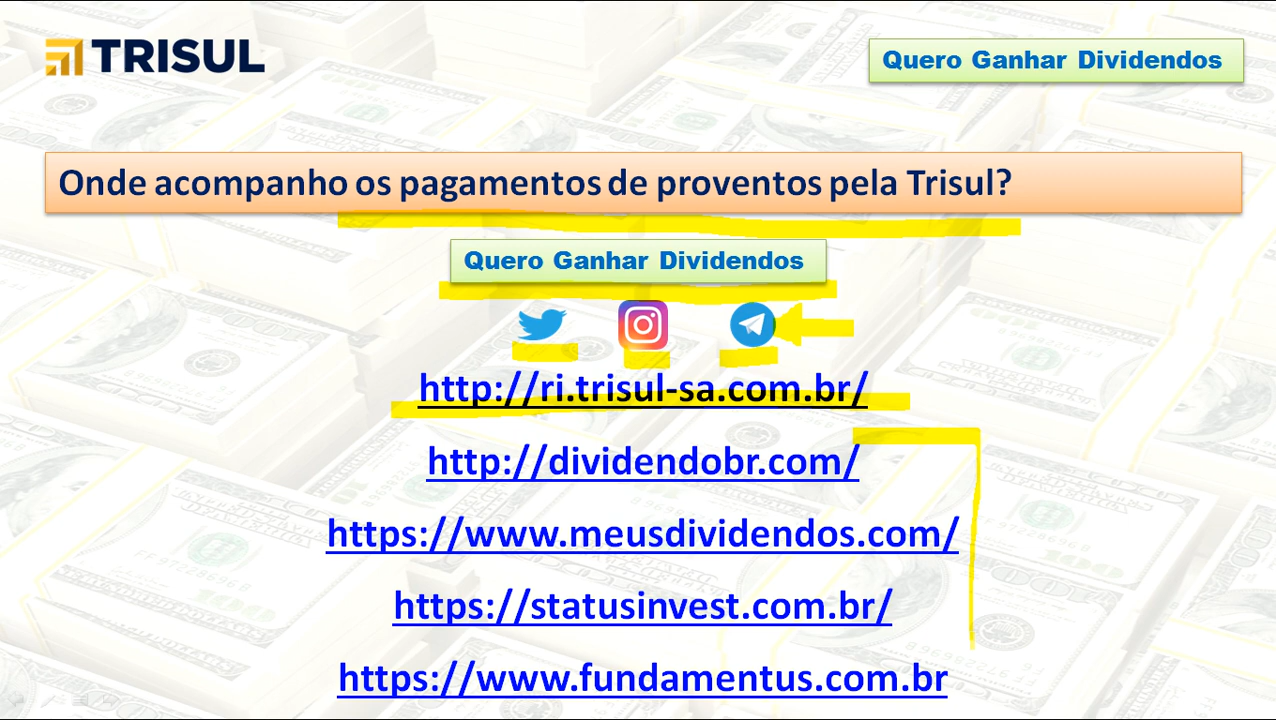 TRISUL
Quero Ganhar Dividendos
Onde acompanho os pagamentos de proventos pela Trisul?
Quero Ganhar Dividendos
http://ri.trisul-sa.com.br/
http://dividendobr.com/
https://www.meusdividendos.com/
https://statusinvest.com.br/
https://www.fundamentus.com.br